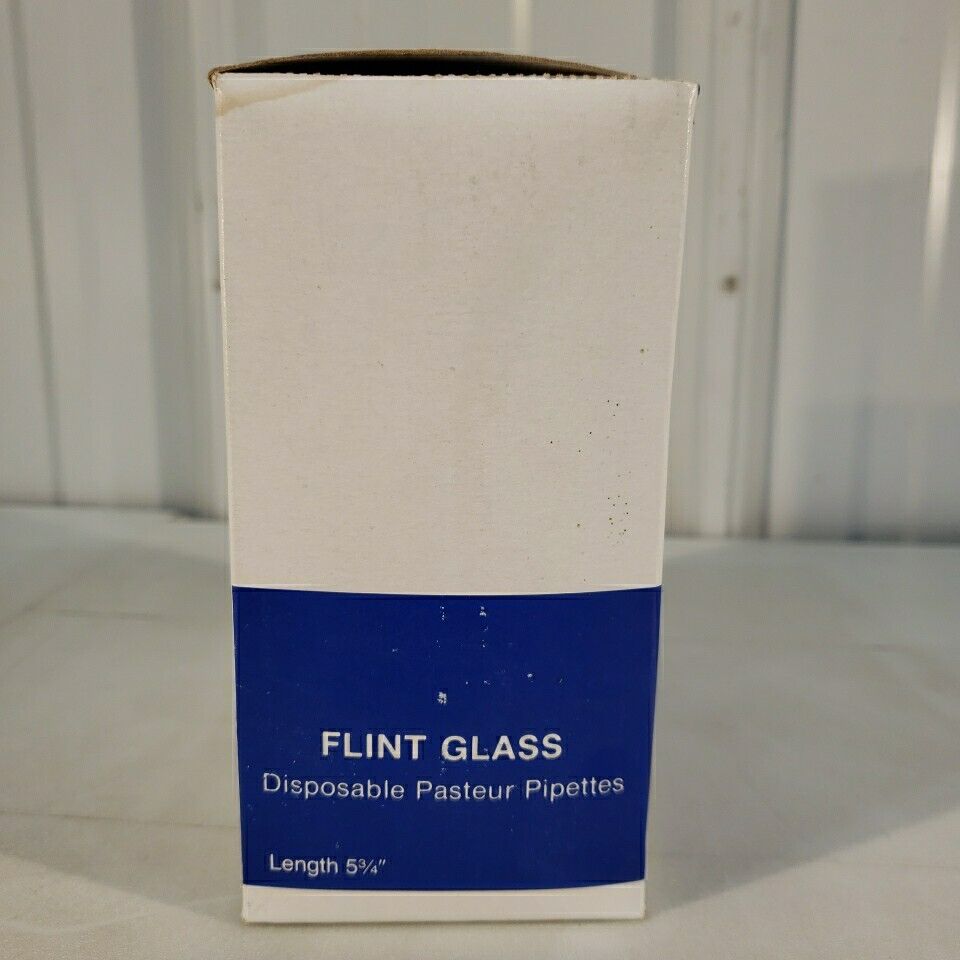 FLINT GLASS
Disposable Pasteur Pipettes
Length 5¾"